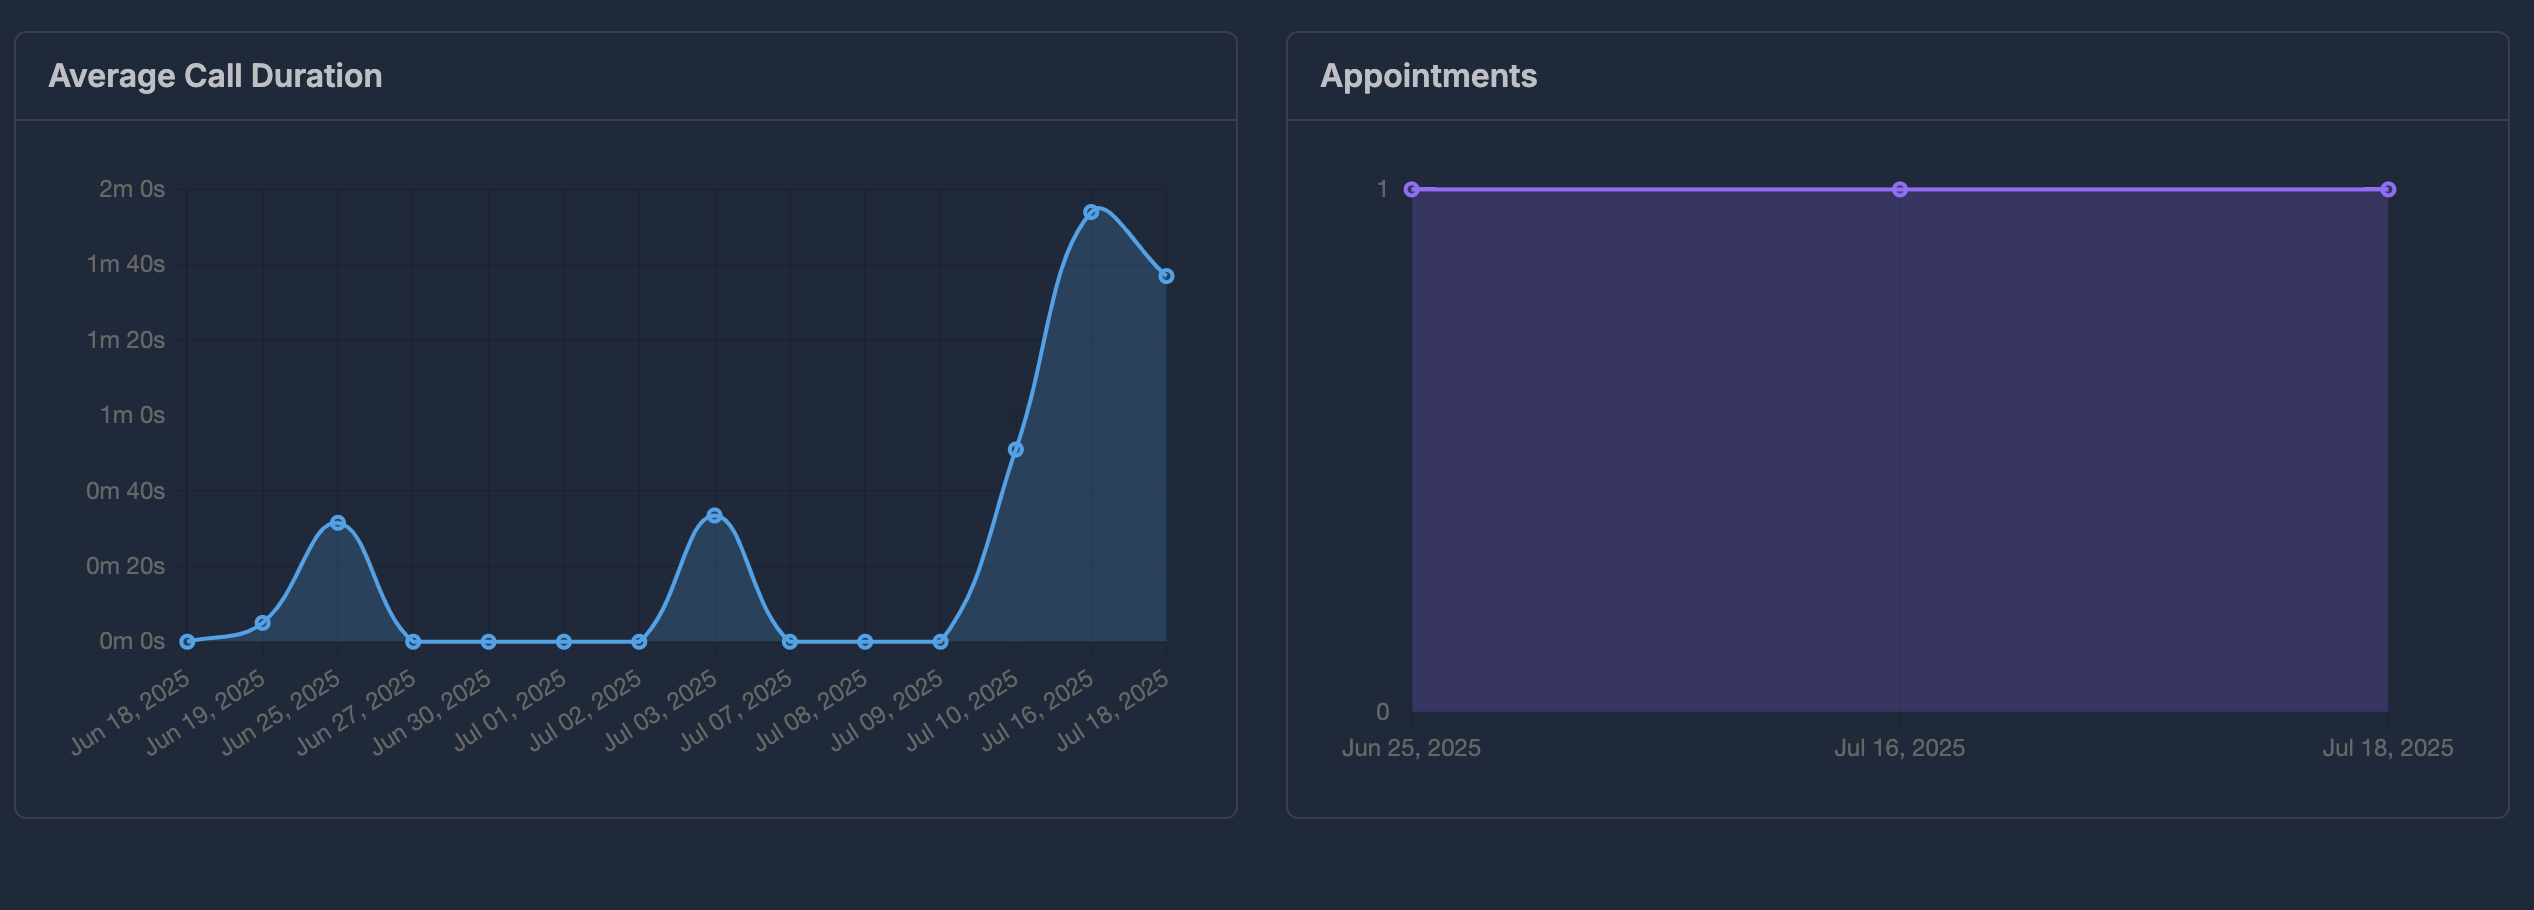 Average Call Duration
2m 0s
1m 40s
1m 20s
1m 0s
0m 40s
0m 20s
0m 0s
Jun 18, 2025
Jun 19, 2025
Jun 25, 2025
Jun 27, 2025
Jun 30, 2025
Jul 01, 2025
Jul 02, 2025
Jul 03, 2025
Jul 07, 2025
Jul 08, 2025
Jul 09, 2025
Jul 10, 2025
Jul 16, 2025
Jul 18, 2025
Appointments
1
0
Jun 25, 2025
Jul 16, 2025
Jul 18, 2025